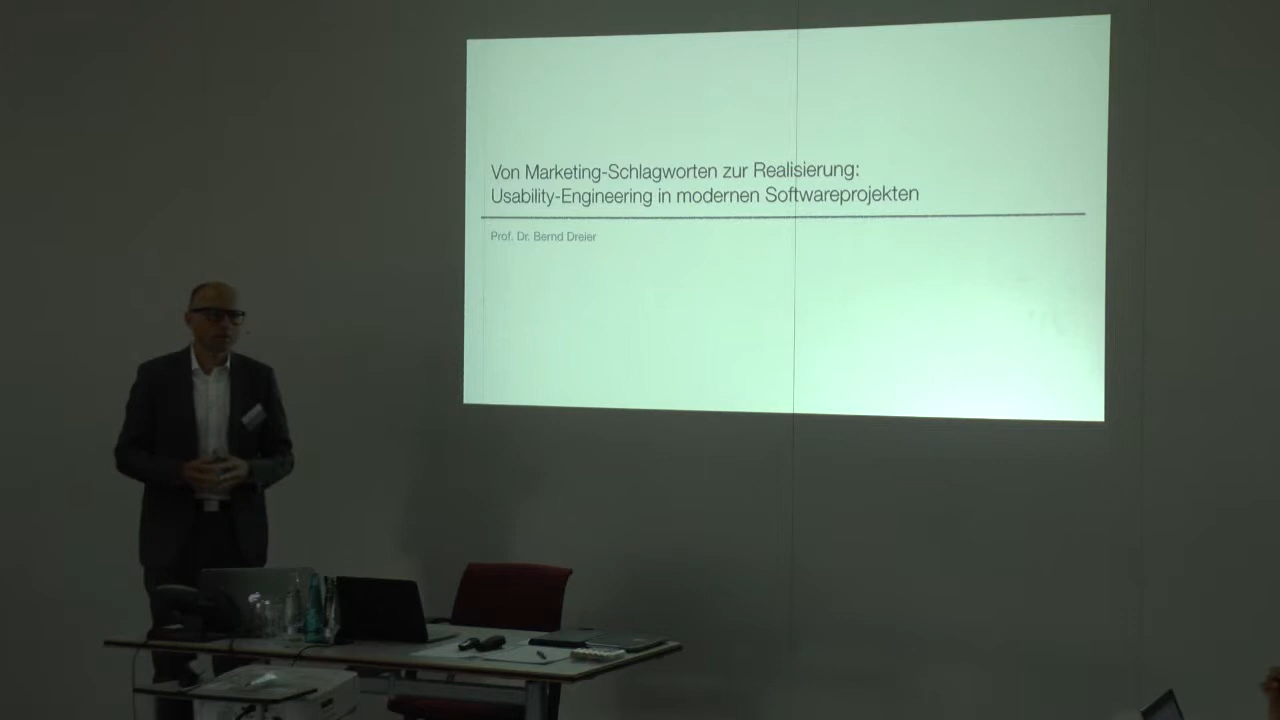 Von Marketing-Schlagworten zur Realisierung:
Usability-Engineering in modernen Softwareprojekten
Prof. Dr. Bernd Dreier